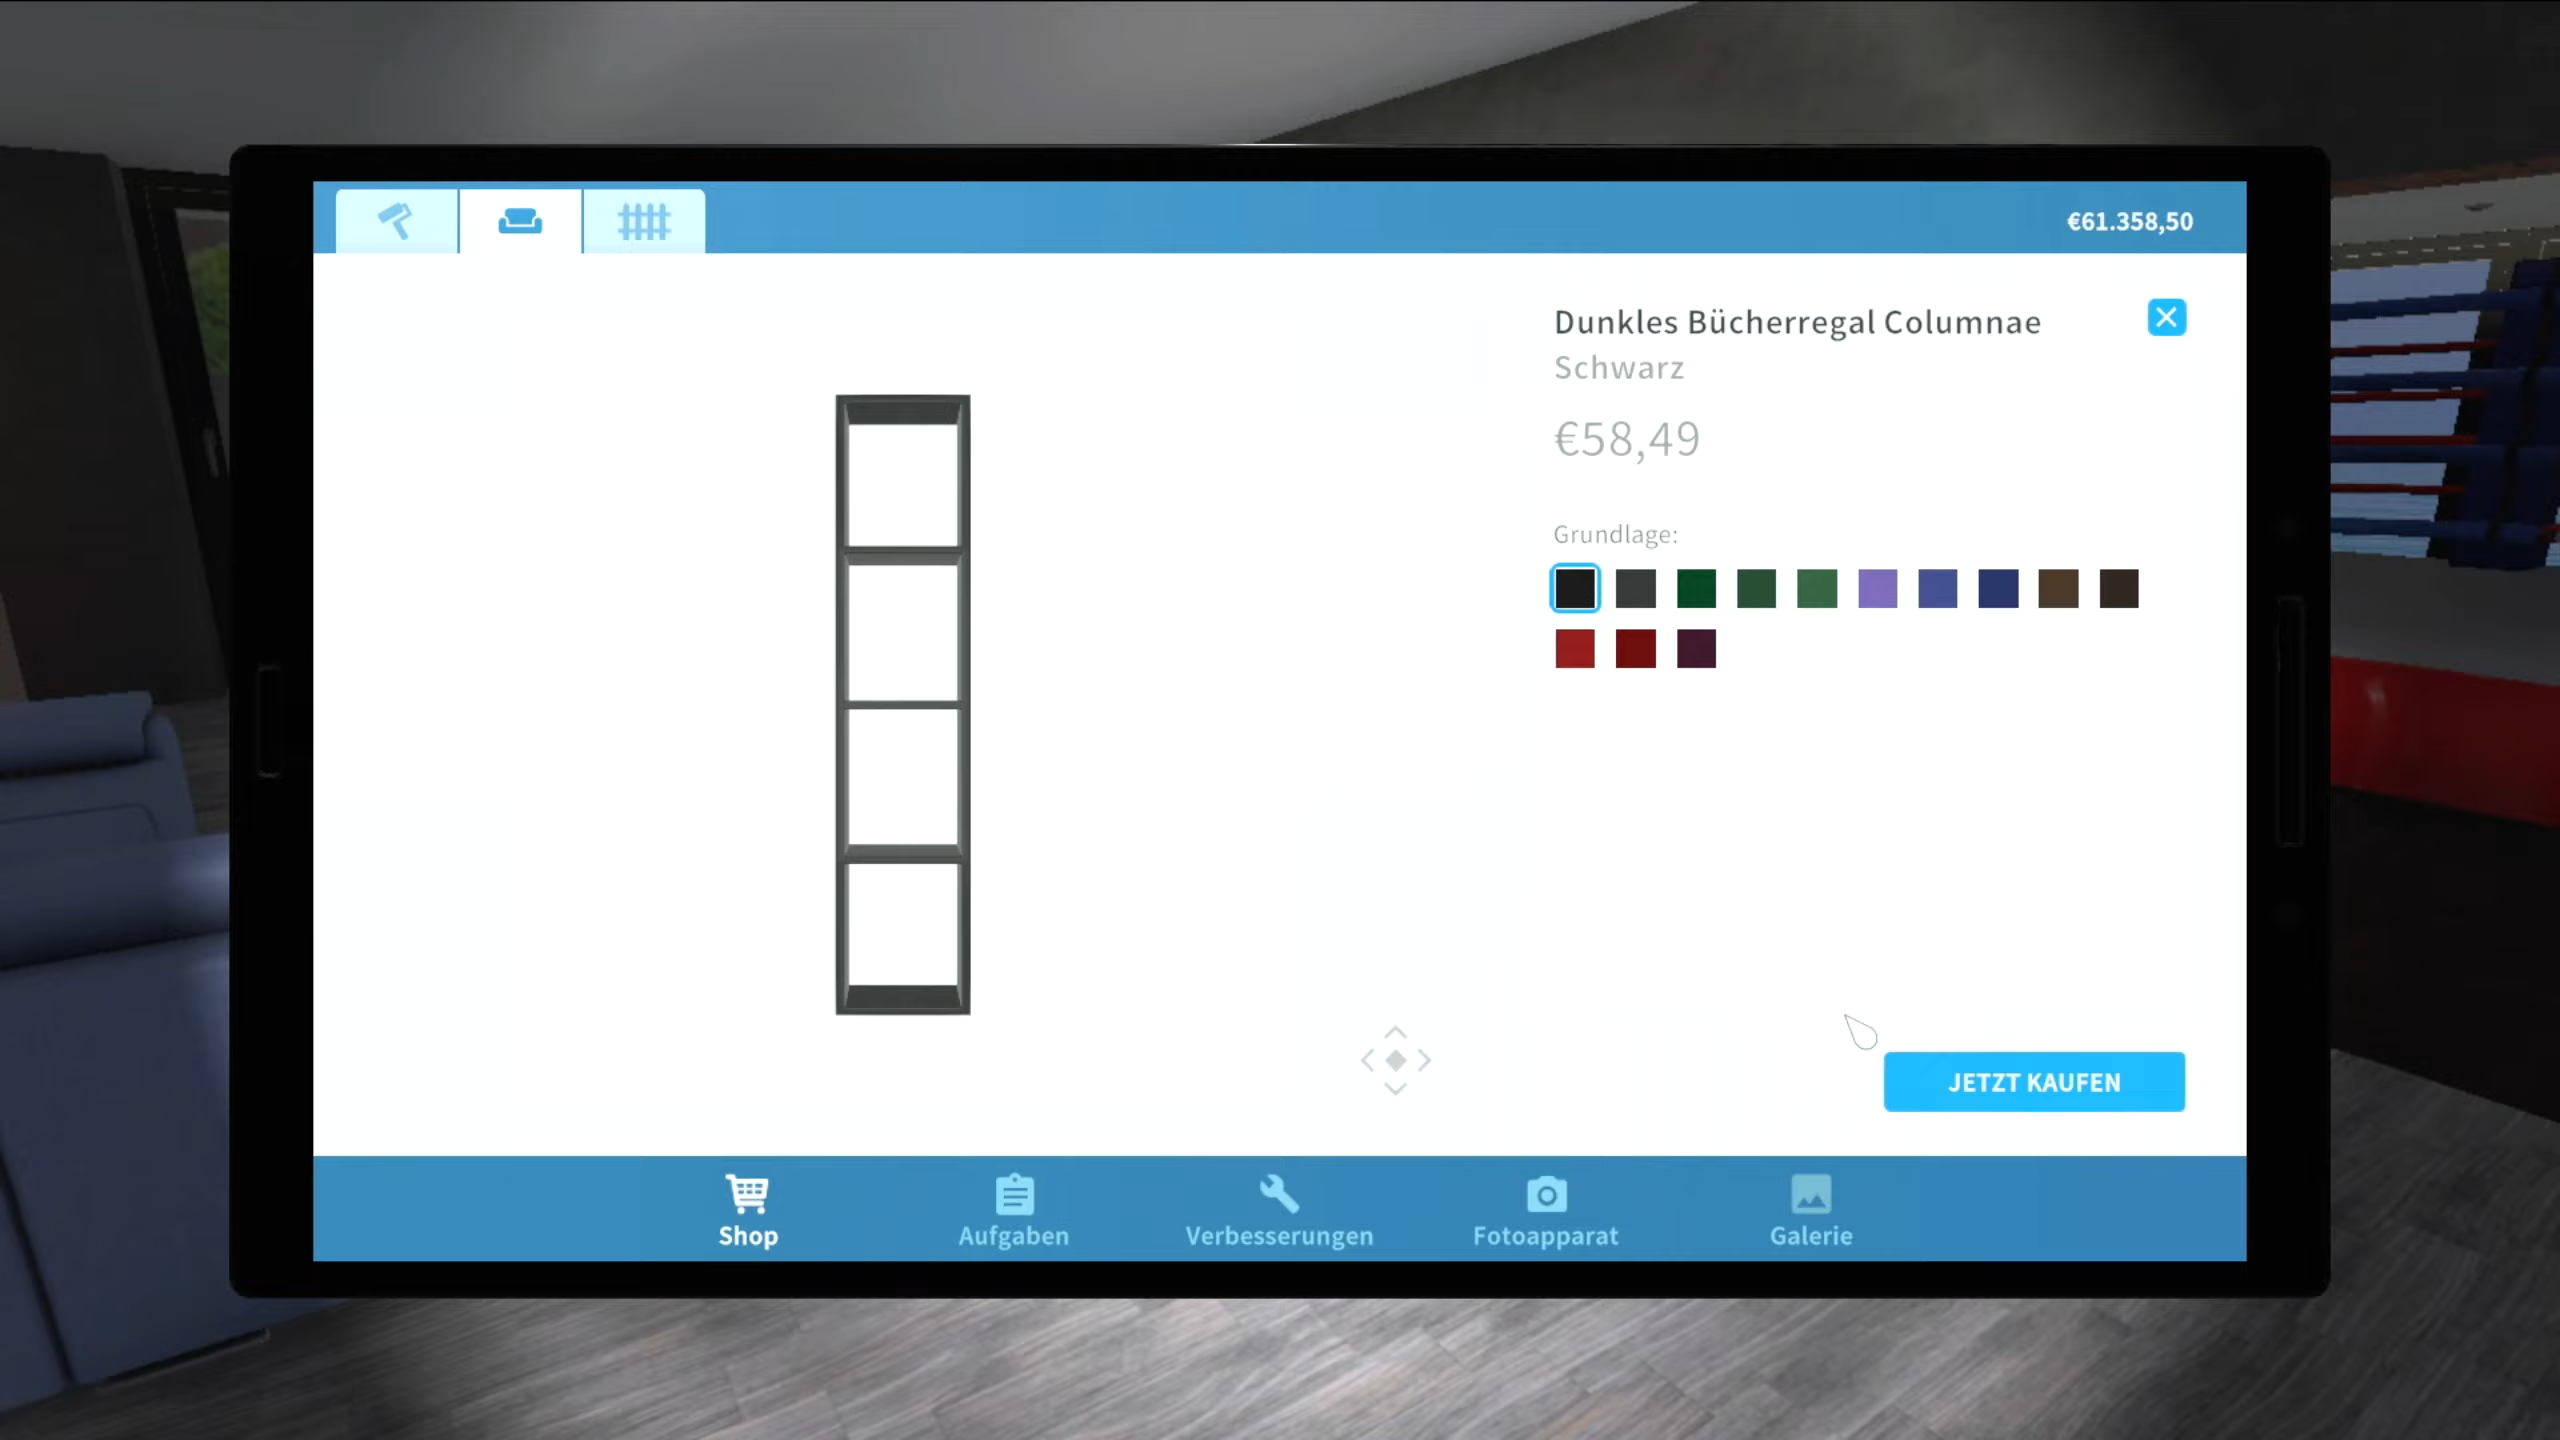 €61.358,50
Dunkles Bücherregal Columnae
Schwarz
€58,49
Grundlage:
JETZT KAUFEN
Shop
Aufgaben
Verbesserungen
Fotoapparat
Galerie